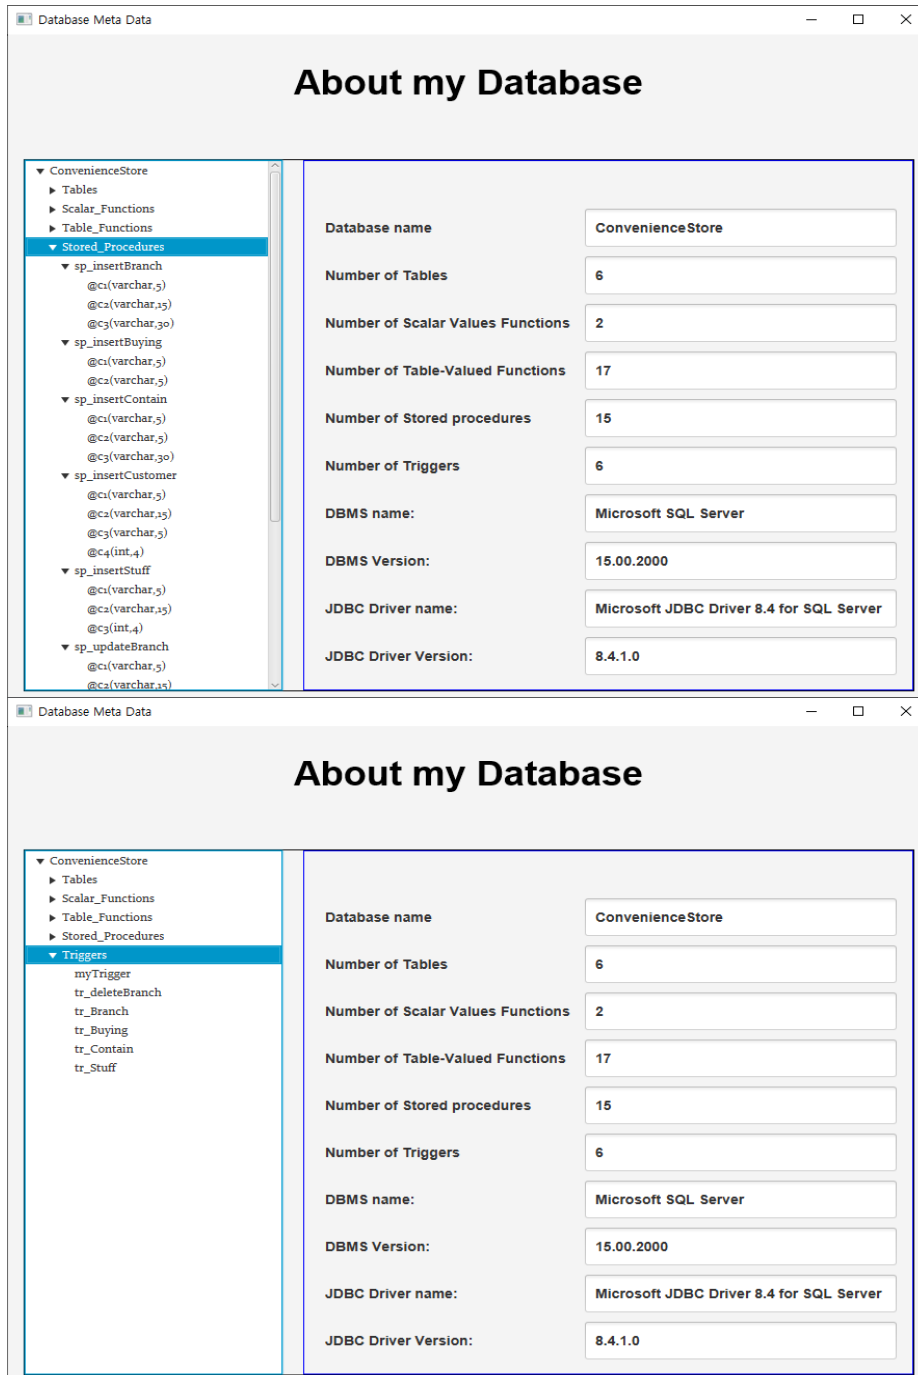 Database Meta Data
About my Database
ConvenienceStore
Tables
Scalar_Functions
Table_Functions
Stored_Procedures
sp_insertBranch
@c1(varchar,5)
@c2(varchar,15)
@c3(varchar,30)
sp_insertBuying
@c1(varchar,5)
@c2(varchar,5)
sp_insertContain
@c1(varchar,5)
@c2(varchar,5)
@c3(varchar,30)
sp_insertCustomer
@c1(varchar,5)
@c2(varchar,15)
@c3(varchar,5)
@c4(int,4)
sp_insertStuff
@c1(varchar,5)
@c2(varchar,15)
@c3(int,4)
sp_updateBranch
@c1(varchar,5)
@c2(varchar,15)
Database name ConvenienceStore
Number of Tables 6
Number of Scalar Values Functions 2
Number of Table-Valued Functions 17
Number of Stored procedures 15
Number of Triggers 6
DBMS name: Microsoft SQL Server
DBMS Version: 15.00.2000
JDBC Driver name: Microsoft JDBC Driver 8.4 for SQL Server
JDBC Driver Version: 8.4.1.0
Database Meta Data
About my Database
ConvenienceStore
Tables
Scalar_Functions
Table_Functions
Stored_Procedures
Triggers
myTrigger
tr_deleteBranch
tr_Branch
tr_Buying
tr_Contain
tr_Stuff
Database name ConvenienceStore
Number of Tables 6
Number of Scalar Values Functions 2
Number of Table-Valued Functions 17
Number of Stored procedures 15
Number of Triggers 6
DBMS name: Microsoft SQL Server
DBMS Version: 15.00.2000
JDBC Driver name: Microsoft JDBC Driver 8.4 for SQL Server
JDBC Driver Version: 8.4.1.0